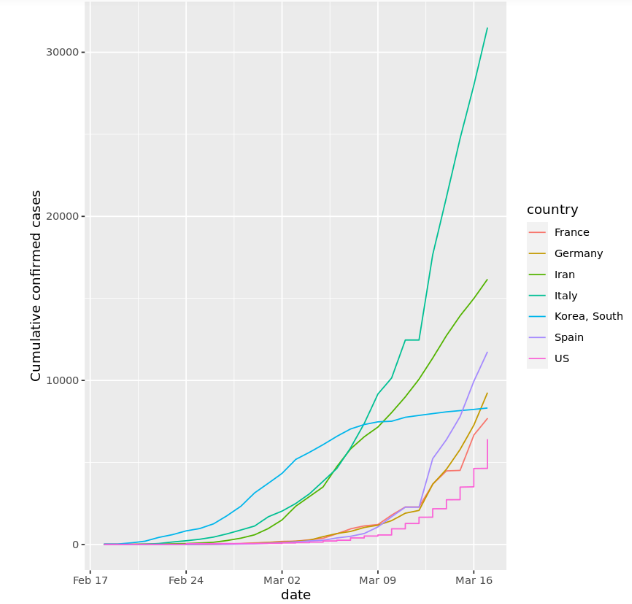 Cumulative confirmed cases
30000
20000
10000
0
Feb 17 Feb 24 Mar 02 Mar 09 Mar 16
date
country
France
Germany
Iran
Italy
Korea, South
Spain
US